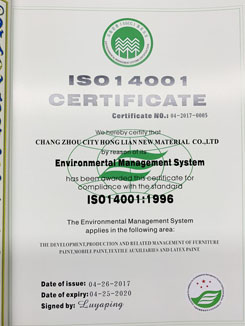 ISO14001
CERTIFICATE
Certificate NO.: 04-2017-0005
We hereby certify that
CHANG ZHOU CITY HONG LIAN NEW MATERIAL CO.,LTD
by reason of its
Environmertal Management System
has been awarded this certificate for
compliance with the standard
ISO14001:1996
The Environmental Management System
applies in the following area:
THE DEVELOPMENT,PRODUCTION AND RELATED MANAGEMENT OF FURNITURE
PAINT,MOBILE PAINT,TEXTILE AUXILIARIES AND LATEX PAINT.
Date of issue: 04-26-2017
Date of expiry: 04-25-2020
Signed by: Luyaping